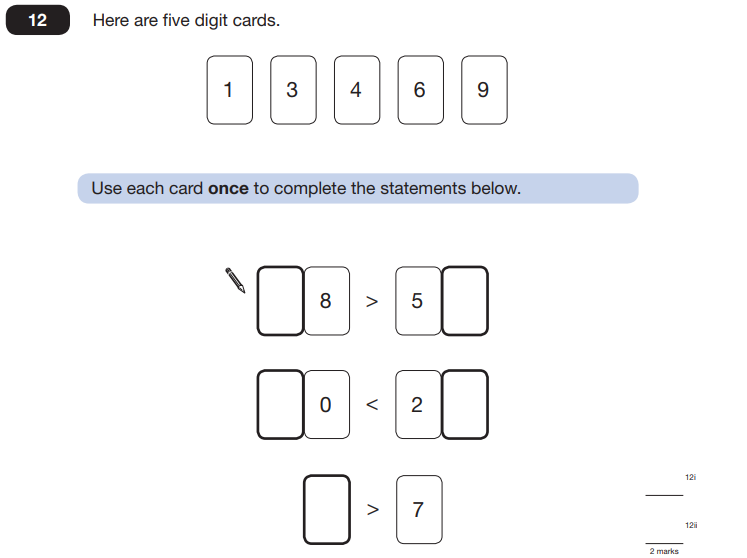 12 Here are five digit cards.
1 3 4 6 9
Use each card once to complete the statements below.
8 > 5
0 < 2
> 7
12i
12ii
2 marks